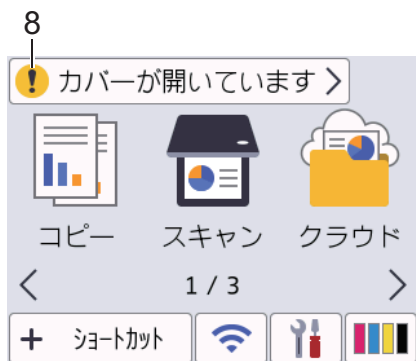 8
! カバーが開いています >
コピー スキャン クラウド
< 1 / 3 >
+ ｼｮｰﾄｶｯﾄ